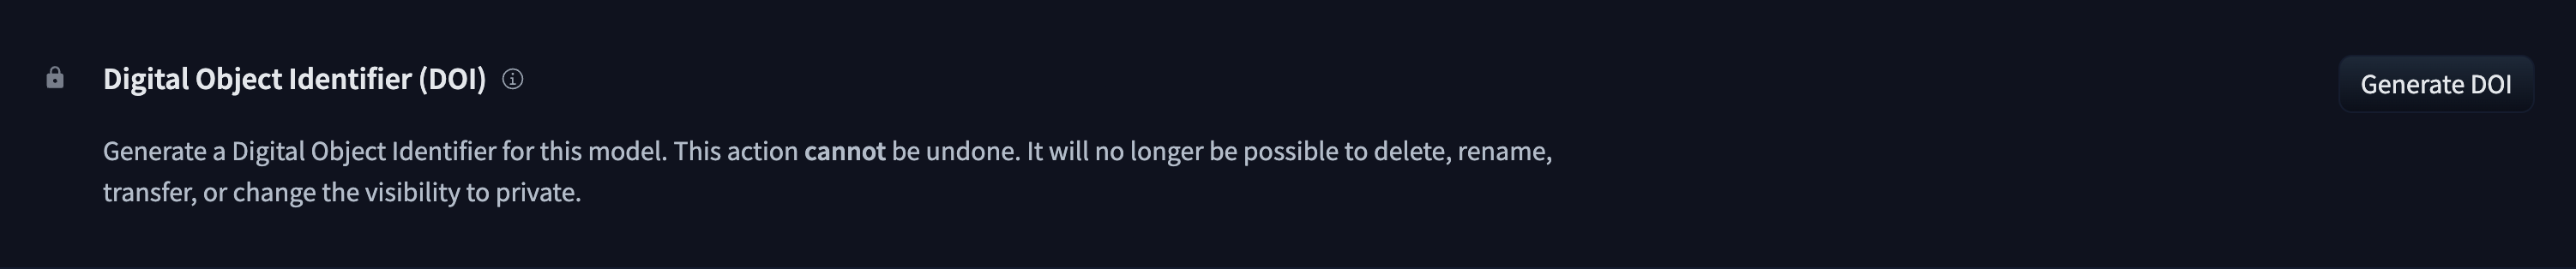 Digital Object Identifier (DOI)
Generate DOI
Generate a Digital Object Identifier for this model. This action cannot be undone. It will no longer be possible to delete, rename,
transfer, or change the visibility to private.